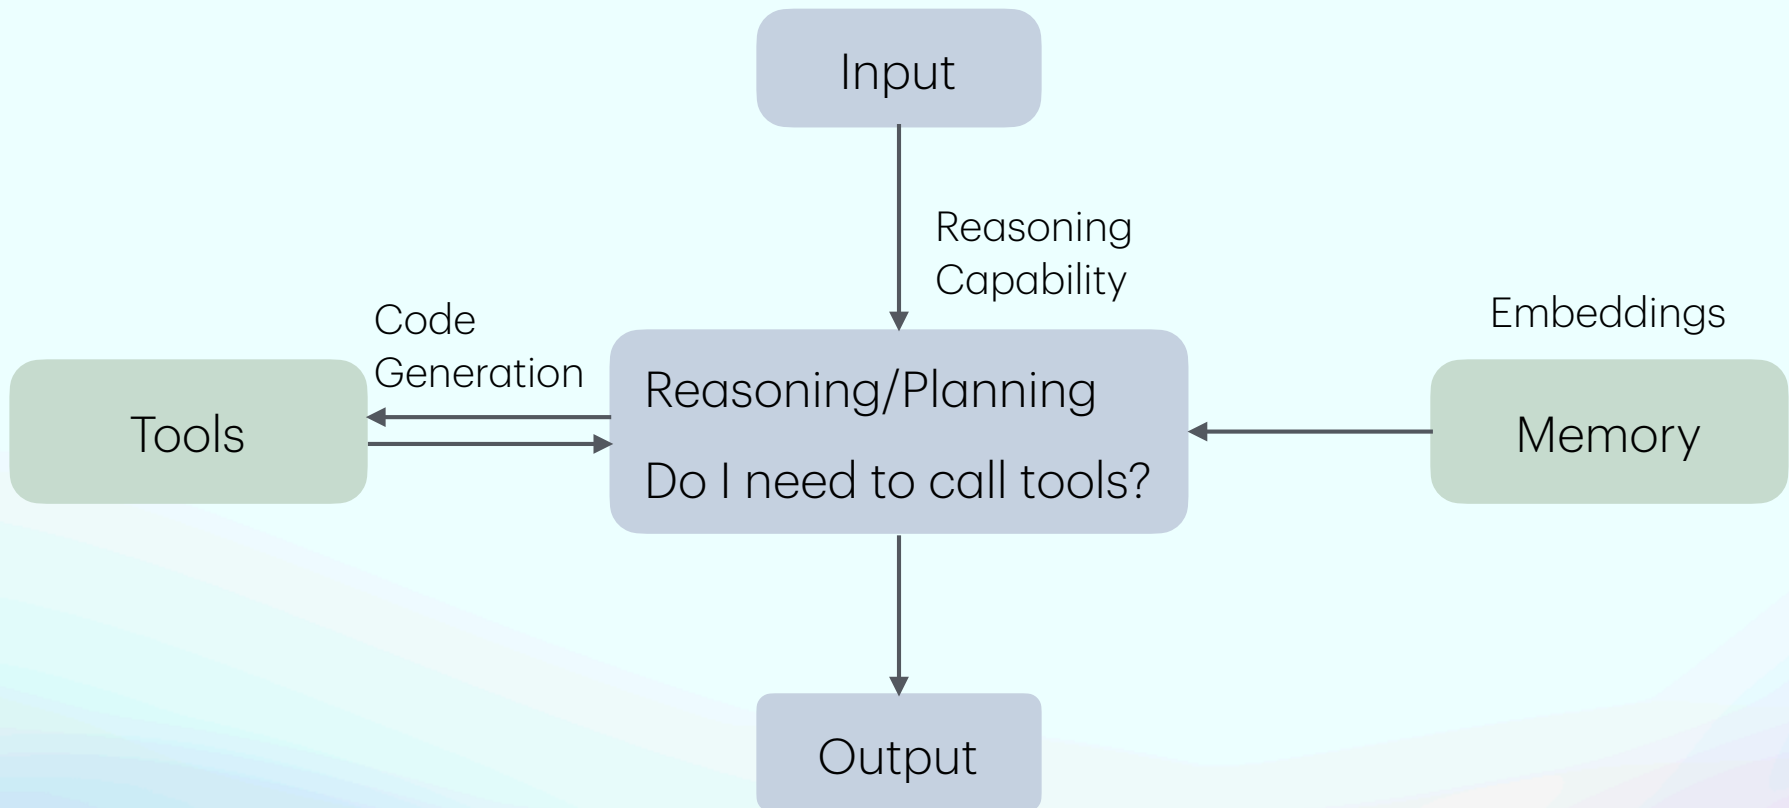 Input
Reasoning
Capability
Code
Generation
Embeddings
Tools
Reasoning/Planning
Do I need to call tools?
Memory
Output